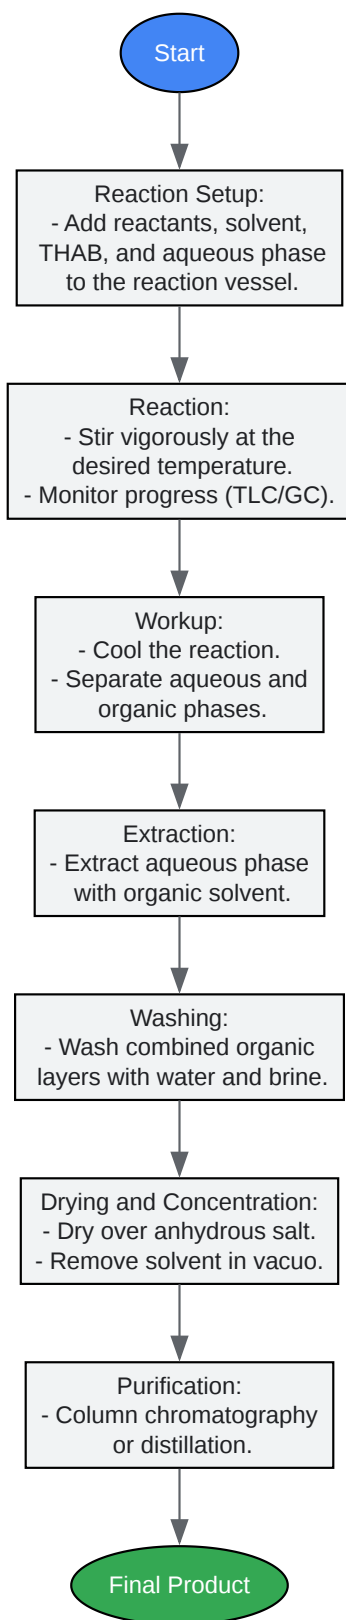 Start
Reaction Setup:
- Add reactants, solvent,
THAB, and aqueous phase
to the reaction vessel.
Reaction:
- Stir vigorously at the
desired temperature.
- Monitor progress (TLC/GC).
Workup:
- Cool the reaction.
- Separate aqueous and
organic phases.
Extraction:
- Extract aqueous phase
with organic solvent.
Washing:
- Wash combined organic
layers with water and brine.
Drying and Concentration:
- Dry over anhydrous salt.
- Remove solvent in vacuo.
Purification:
- Column chromatography
or distillation.
Final Product